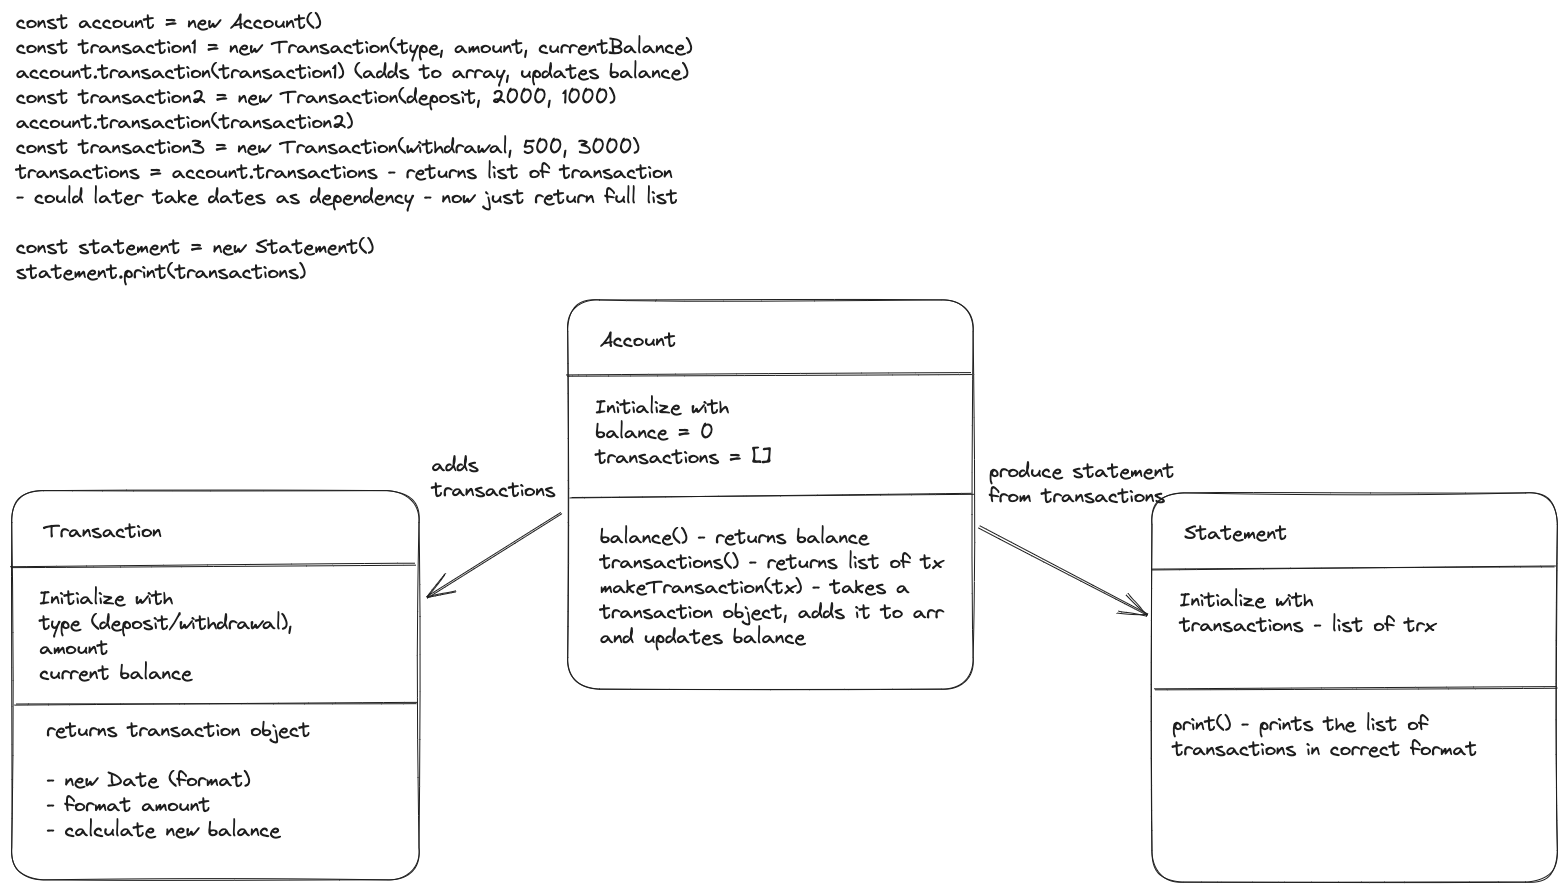 const account = new Account()
const transaction1 = new Transaction(type, amount, currentBalance)
account.transaction(transaction1) (adds to array, updates balance)
const transaction2 = new Transaction(deposit, 2000, 1000)
account.transaction(transaction2)
const transaction3 = new Transaction(withdrawal, 500, 3000)
transactions = account.transactions - returns list of transaction
- could later take dates as dependency - now just return full list
const statement = new Statement()
statement.print(transactions)
Account
Initialize with
balance = 0
transactions = []
balance() - returns balance
transactions() - returns list of tx
makeTransaction(tx) - takes a
transaction object, adds it to arr
and updates balance
adds
transactions
produce statement
from transactions
Transaction
Initialize with
type (deposit/withdrawal),
amount
current balance
returns transaction object
- new Date (format)
- format amount
- calculate new balance
Statement
Initialize with
transactions - list of trx
print() - prints the list of
transactions in correct format